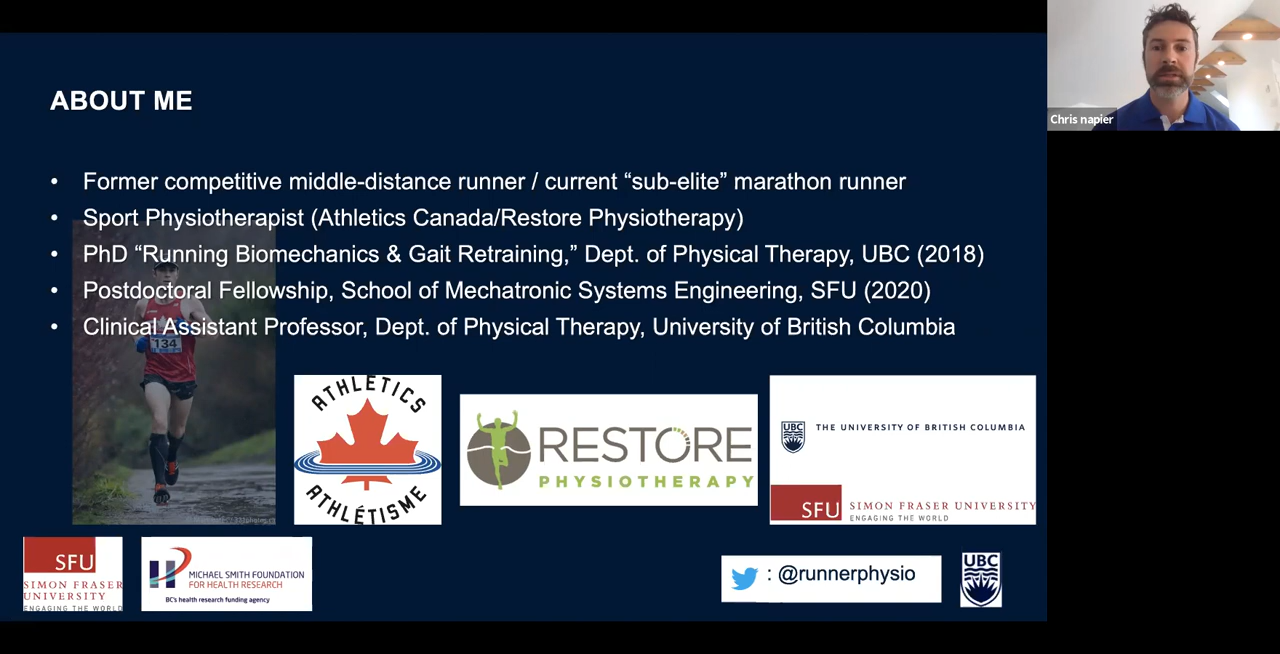 ABOUT ME
Chris napier
• Former competitive middle-distance runner / current “sub-elite” marathon runner
• Sport Physiotherapist (Athletics Canada/Restore Physiotherapy)
• PhD “Running Biomechanics & Gait Retraining,” Dept. of Physical Therapy, UBC (2018)
• Postdoctoral Fellowship, School of Mechatronic Systems Engineering, SFU (2020)
• Clinical Assistant Professor, Dept. of Physical Therapy, University of British Columbia
134
ATHLETICS
ATHLÉTISME
RESTORE
PHYSIOTHERAPY
UBC
THE UNIVERSITY OF BRITISH COLUMBIA
SFU
SIMON FRASER UNIVERSITY
ENGAGING THE WORLD
SFU
SIMON FRASER
UNIVERSITY
ENGAGING THE WORLD
MICHAEL SMITH FOUNDATION
FOR HEALTH RESEARCH
BC's health research funding agency
: @runnerphysio
UBC